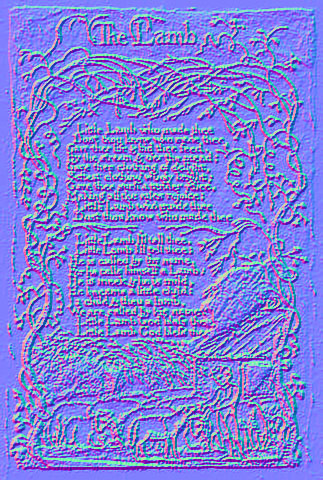 The Lamb
Little Lamb who made thee
Dost thou know who made thee
Gave thee life & bid thee feed.
By the stream & o'er the mead;
Gave thee clothing of delight,
Softest clothing wooly bright;
Gave thee such a tender voice,
Making all the vales rejoice:
Little Lamb who made thee
Dost thou know who made thee
Little Lamb I'll tell thee,
Little Lamb I'll tell thee;
He is called by thy name,
For he calls himself a Lamb:
He is meek & he is mild,
He became a little child:
I a child & thou a lamb,
We are called by his name.
Little Lamb God bless thee.
Little Lamb God bless thee.